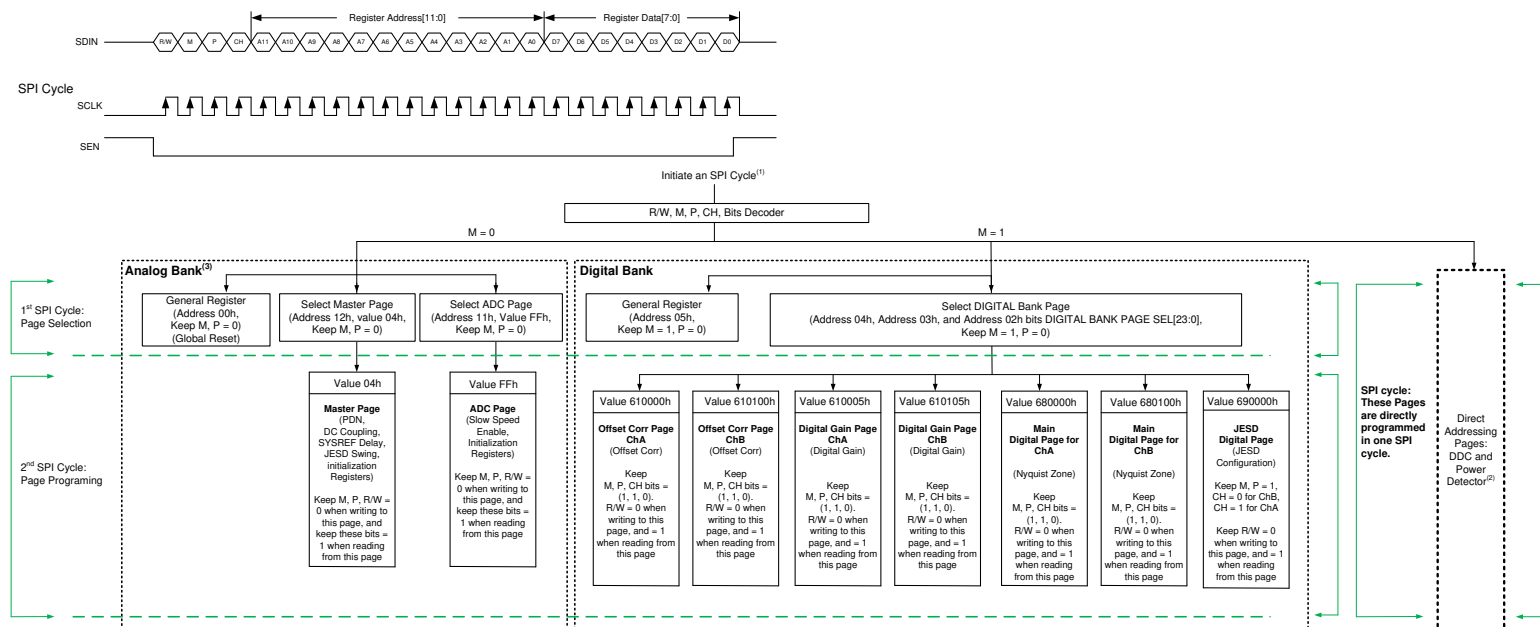 Register Address[11:0]
Register Data[7:0]
SDIN
R/W M P CH A11 A10 A9 A8 A7 A6 A5 A4 A3 A2 A1 A0 D7 D6 D5 D4 D3 D2 D1 D0
SPI Cycle
SCLK
SEN
Initiate an SPI Cycle(1)
R/W, M, P, CH, Bits Decoder
M = 0
M = 1
Analog Bank(3)
Digital Bank
1st SPI Cycle:
Page Selection
General Register
(Address 00h,
Keep M, P = 0)
(Global Reset)
Select Master Page
(Address 12h, value 04h,
Keep M, P = 0)
Select ADC Page
(Address 11h, Value FFh,
Keep M, P = 0)
General Register
(Address 05h,
Keep M = 1, P = 0)
Select DIGITAL Bank Page
(Address 04h, Address 03h, and Address 02h bits DIGITAL BANK PAGE SEL[23:0],
Keep M = 1, P = 0)
2nd SPI Cycle:
Page Programing
Value 04h
Master Page
(PDN,
DC Coupling,
SYSREF Delay,
JESD Swing,
initialization
Registers)
Keep M, P, R/W =
0 when writing to
this page, and
keep these bits =
1 when reading
from this page
Value FFh
ADC Page
(Slow Speed
Enable,
Initialization
Registers)
Keep M, P, R/W =
0 when writing to
this page, and
keep these bits =
1 when reading
from this page
Value 610000h
Offset Corr Page
ChA
(Offset Corr)
Keep
M, P, CH bits =
(1, 1, 0).
R/W = 0 when
writing to this
page, and = 1
when reading from
this page
Value 610100h
Offset Corr Page
ChB
(Offset Corr)
Keep
M, P, CH bits =
(1, 1, 0).
R/W = 0 when
writing to this
page, and = 1
when reading from
this page
Value 610005h
Digital Gain Page
ChA
(Digital Gain)
Keep
M, P, CH bits =
(1, 1, 0).
R/W = 0 when
writing to this
page, and = 1
when reading from
this page
Value 610105h
Digital Gain Page
ChB
(Digital Gain)
Keep
M, P, CH bits =
(1, 1, 0).
R/W = 0 when
writing to this
page, and = 1
when reading from
this page
Value 680000h
Main
Digital Page for
ChA
(Nyquist Zone)
Keep
M, P, CH bits =
(1, 1, 0).
R/W = 0 when
writing to this
page, and = 1
when reading
from this page
Value 680100h
Main
Digital Page for
ChB
(Nyquist Zone)
Keep
M, P, CH bits =
(1, 1, 0).
R/W = 0 when
writing to this
page, and = 1
when reading
from this page
Value 690000h
JESD
Digital Page
(JESD
Configuration)
Keep M, P = 1,
CH = 0 for ChB,
CH = 1 for ChA
Keep R/W = 0
when writing to
this page, and = 1
when reading
from this page
SPI cycle:
These Pages
are directly
programmed
in one SPI
cycle.
Direct
Addressing
Pages:
DDC and
Power
Detector(2)